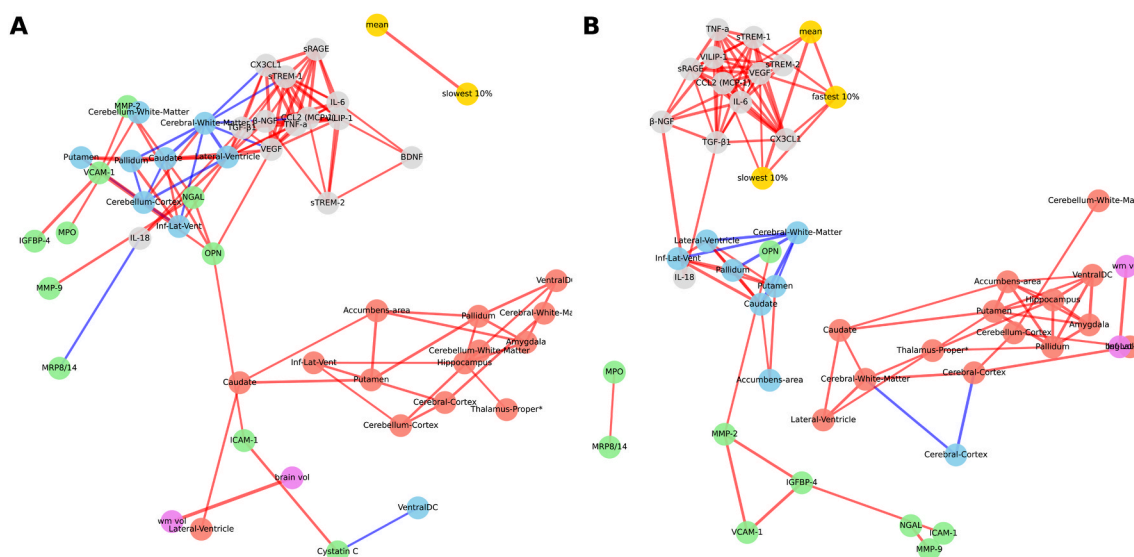 A
mean
sRAGE
CX3CL1
sTREM-1
slowest 10%
MMP-2
Cerebellum-White-Matter
IL-6
Cerebral-White-Matter
β-NGF
CCL2 (MCP-1)
VILIP-1
TGF-β1
TNF-a
Putamen
Pallidum
Caudate
Lateral-Ventricle
VEGF
BDNF
VCAM-1
NGAL
Cerebellum-Cortex
sTREM-2
IGFBP-4
MPO
Inf-Lat-Vent
IL-18
OPN
MMP-9
VentralDC
Accumbens-area
Cerebral-White-Ma
Pallidum
Amygdala
Cerebellum-White-Matter
MRP8/14
Inf-Lat-Vent
Hippocampus
Caudate
Putamen
Cerebral-Cortex
Thalamus-Proper*
Cerebellum-Cortex
ICAM-1
brain vol
VentralDC
wm vol
Lateral-Ventricle
Cystatin C
B
TNF-a
mean
sTREM-1
VILIP-1
sRAGE
sTREM-2
VEGF
CCL2 (MCP-1)
fastest 10%
IL-6
β-NGF
TGF-β1
CX3CL1
slowest 10%
Cerebellum-White-Ma
Lateral-Ventricle
Cerebral-White-Matter
OPN
Inf-Lat-Vent
IL-18
Pallidum
Putamen
Caudate
Accumbens-area
VentralDC
wm vol
Hippocampus
Putamen
Caudate
Cerebellum-Cortex
Amygdala
Thalamus-Proper*
Pallidum
Accumbens-area
Cerebral-White-Matter
Cerebral-Cortex
MPO
Lateral-Ventricle
MMP-2
MRP8/14
Cerebral-Cortex
IGFBP-4
VCAM-1
NGAL
ICAM-1
MMP-9